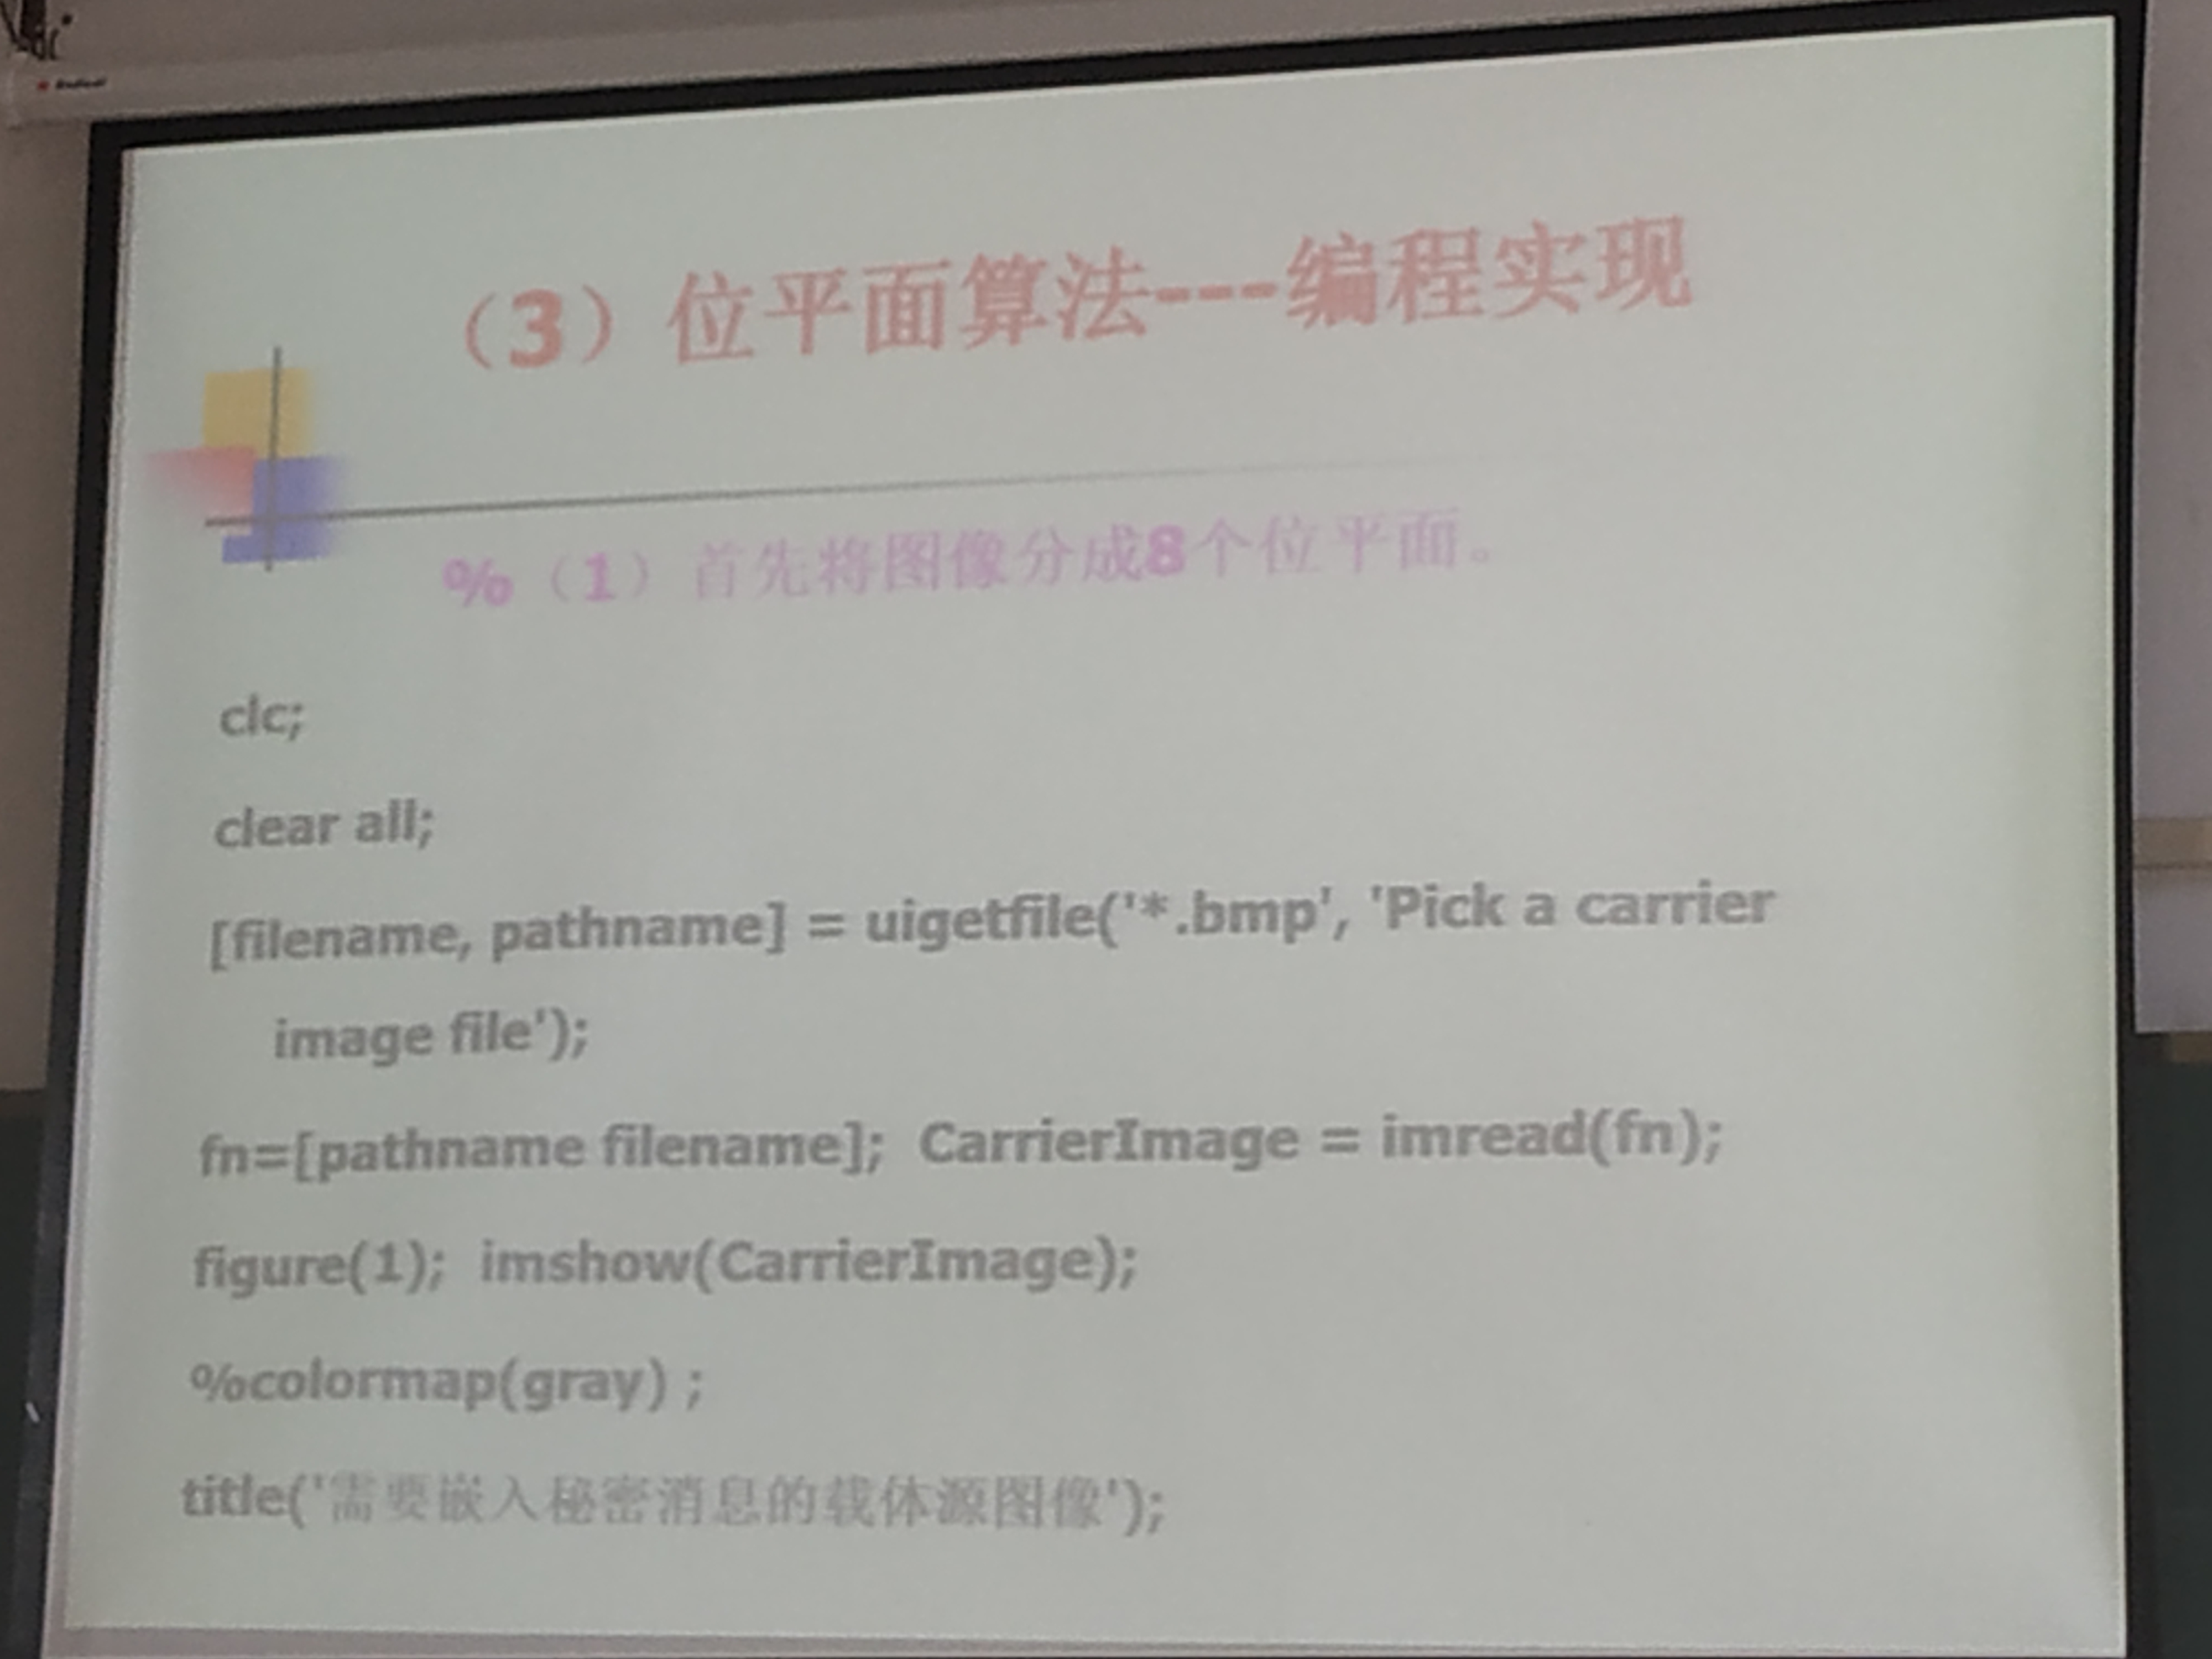 （3）位平面算法---编程实现
%（1）首先将图像分成8个位平面。
clc;
clear all;
[filename, pathname] = uigetfile('*.bmp', 'Pick a carrier
image file');
fn=[pathname filename];  CarrierImage = imread(fn);
figure(1);  imshow(CarrierImage);
%colormap(gray) ;
title('需要嵌入秘密消息的载体源图像');